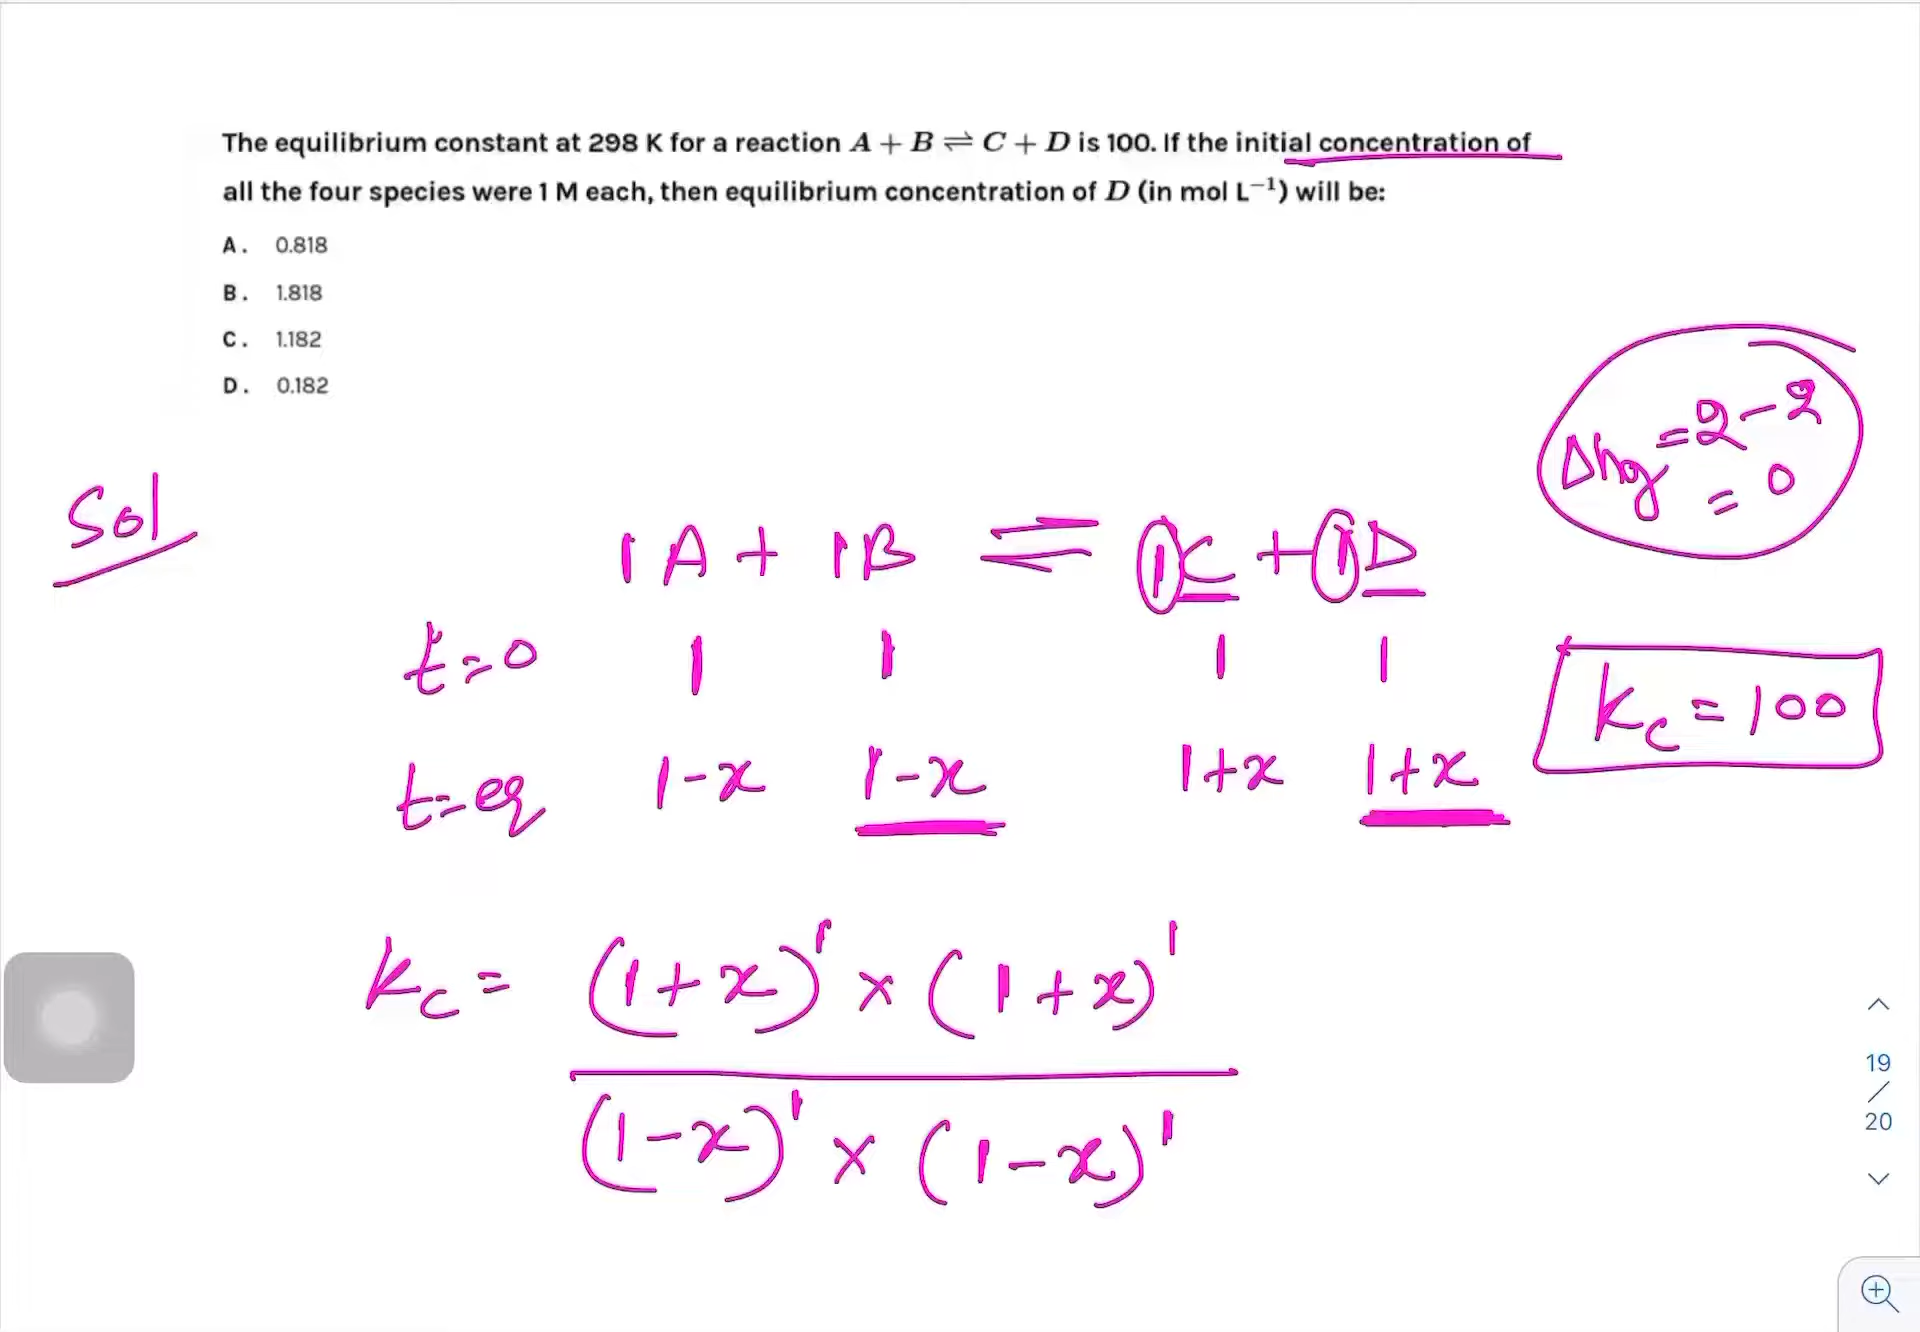 The equilibrium constant at 298 K for a reaction A + B ⇌ C + D is 100. If the initial concentration of
all the four species were 1 M each, then equilibrium concentration of D (in mol L⁻¹) will be:
A. 0.818
B. 1.818
C. 1.182
D. 0.182
Δng = 2 - 2
= 0
Sol
1A + 1B ⇌ 1C + 1D
t=0 1 1 1 1
Kc = 100
t=eq 1-x 1-x 1+x 1+x
Kc = (1+x)¹ × (1+x)¹
(1-x)¹ × (1-x)¹
19
/
20